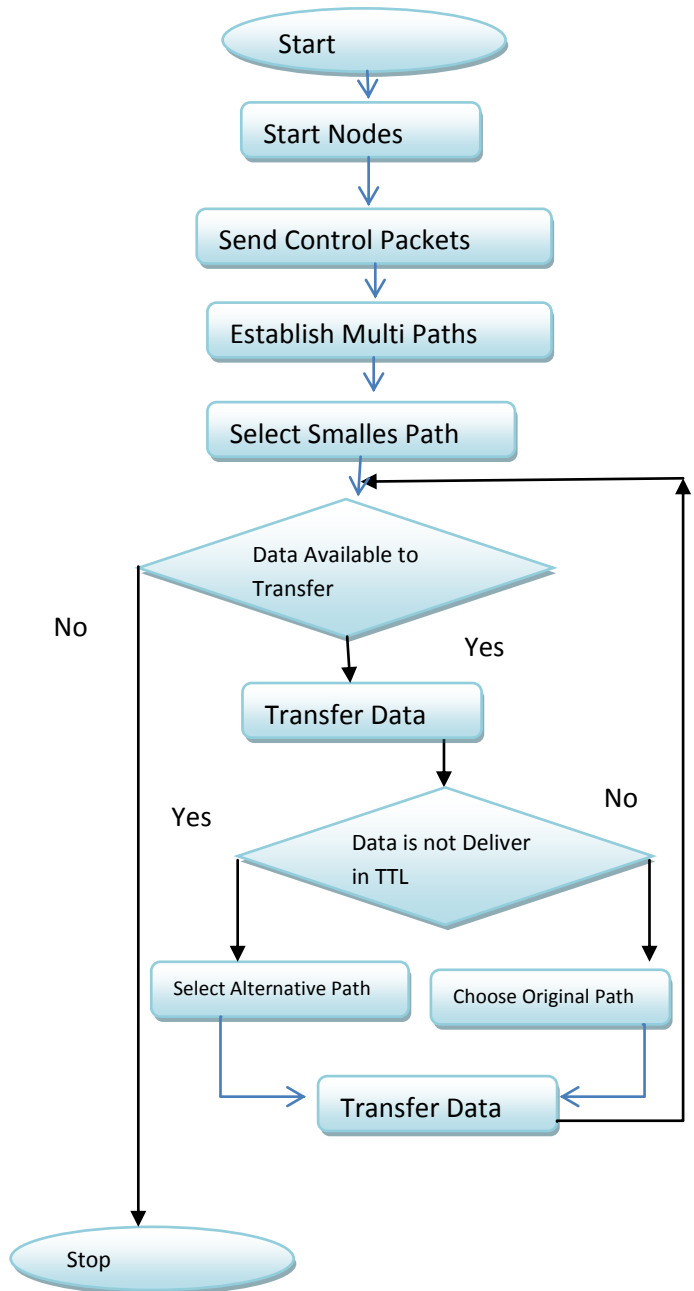 Start
Start Nodes
Send Control Packets
Establish Multi Paths
Select Smalles Path
Data Available to
Transfer
No
Yes
Transfer Data
Yes
No
Data is not Deliver
in TTL
Select Alternative Path
Choose Original Path
Transfer Data
Stop